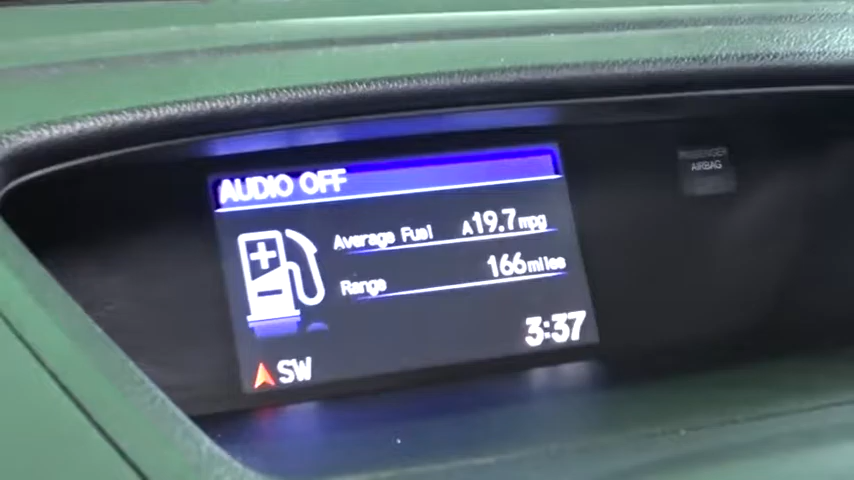 AUDIO OFF
PASSENGER
AIRBAG
Average Fuel A19.7mpg
Range 166miles
3:37
SW